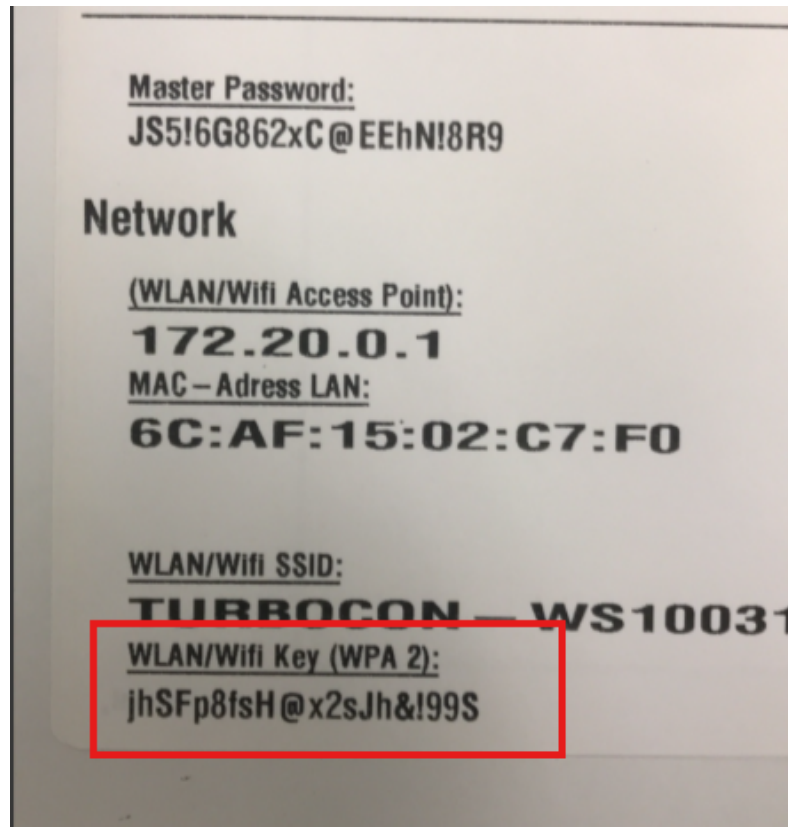 Master Password:
JS5!6G862xC@EEhN!8R9
Network
(WLAN/Wifi Access Point):
172.20.0.1
MAC–Adress LAN:
6C:AF:15:02:C7:F0
WLAN/Wifi SSID:
TURBOCON – WS10031
WLAN/Wifi Key (WPA 2):
jhSFp8fsH@x2sJh&!99S